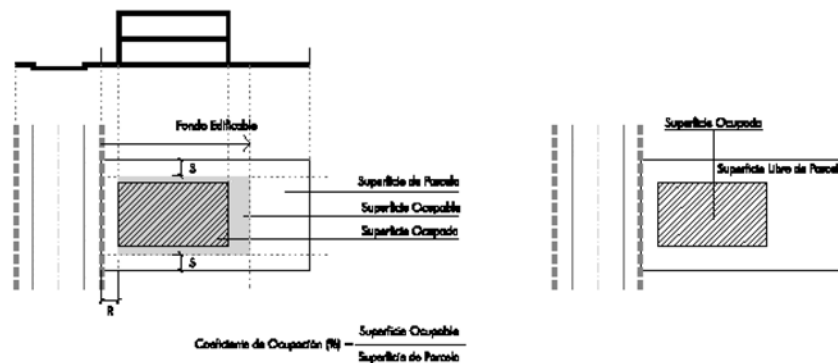 Fondo Edificable
S
Superficie de Parcela
Superficie Ocupable
Superficie Ocupada
S
R
Coeficiente de Ocupación (%) = Superficie Ocupable
Superficie de Parcela
Superficie Ocupada
Superficie Libre de Parcel